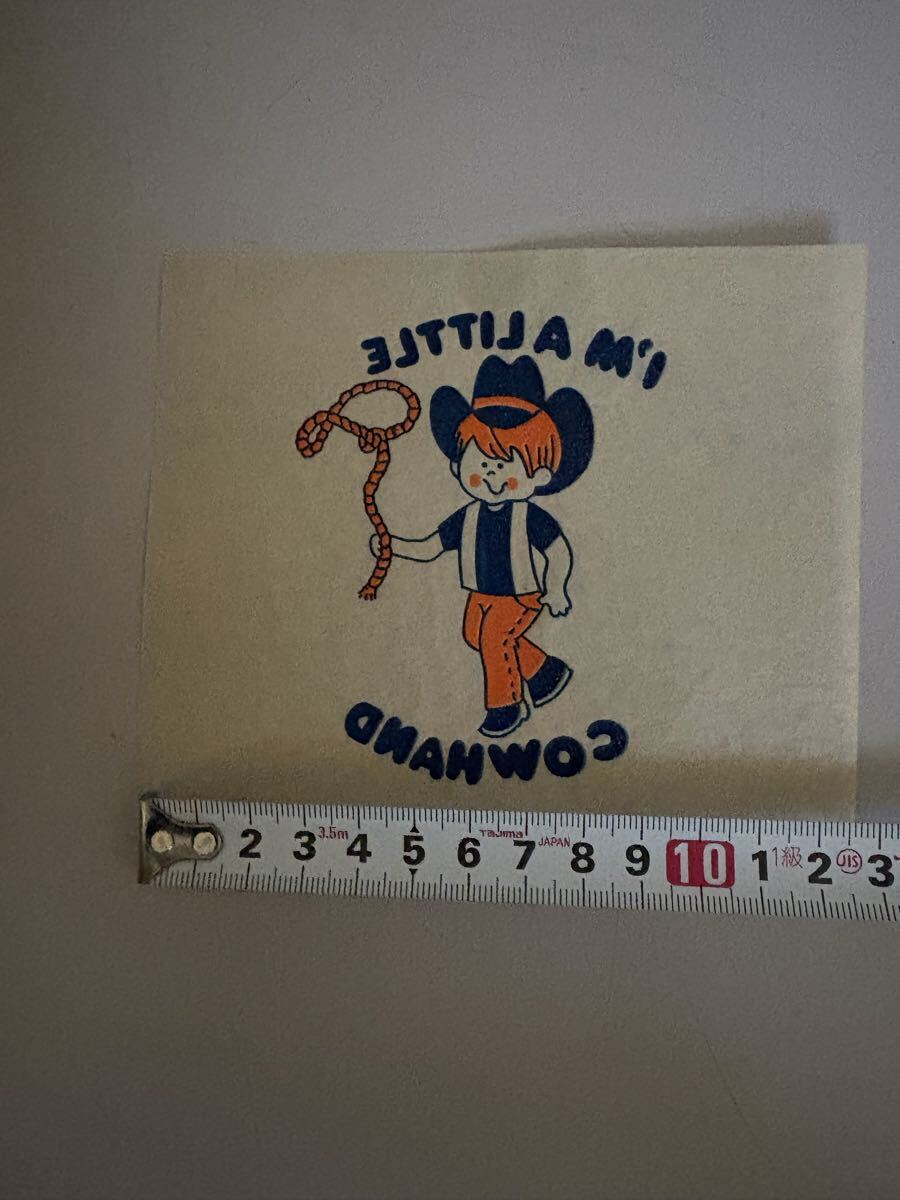 I'M A LITTLE
COWHAND
2 3 3.5m 4 5 6 Tajima 7 JAPAN 8 9 10 1 1級 2 JIS 3